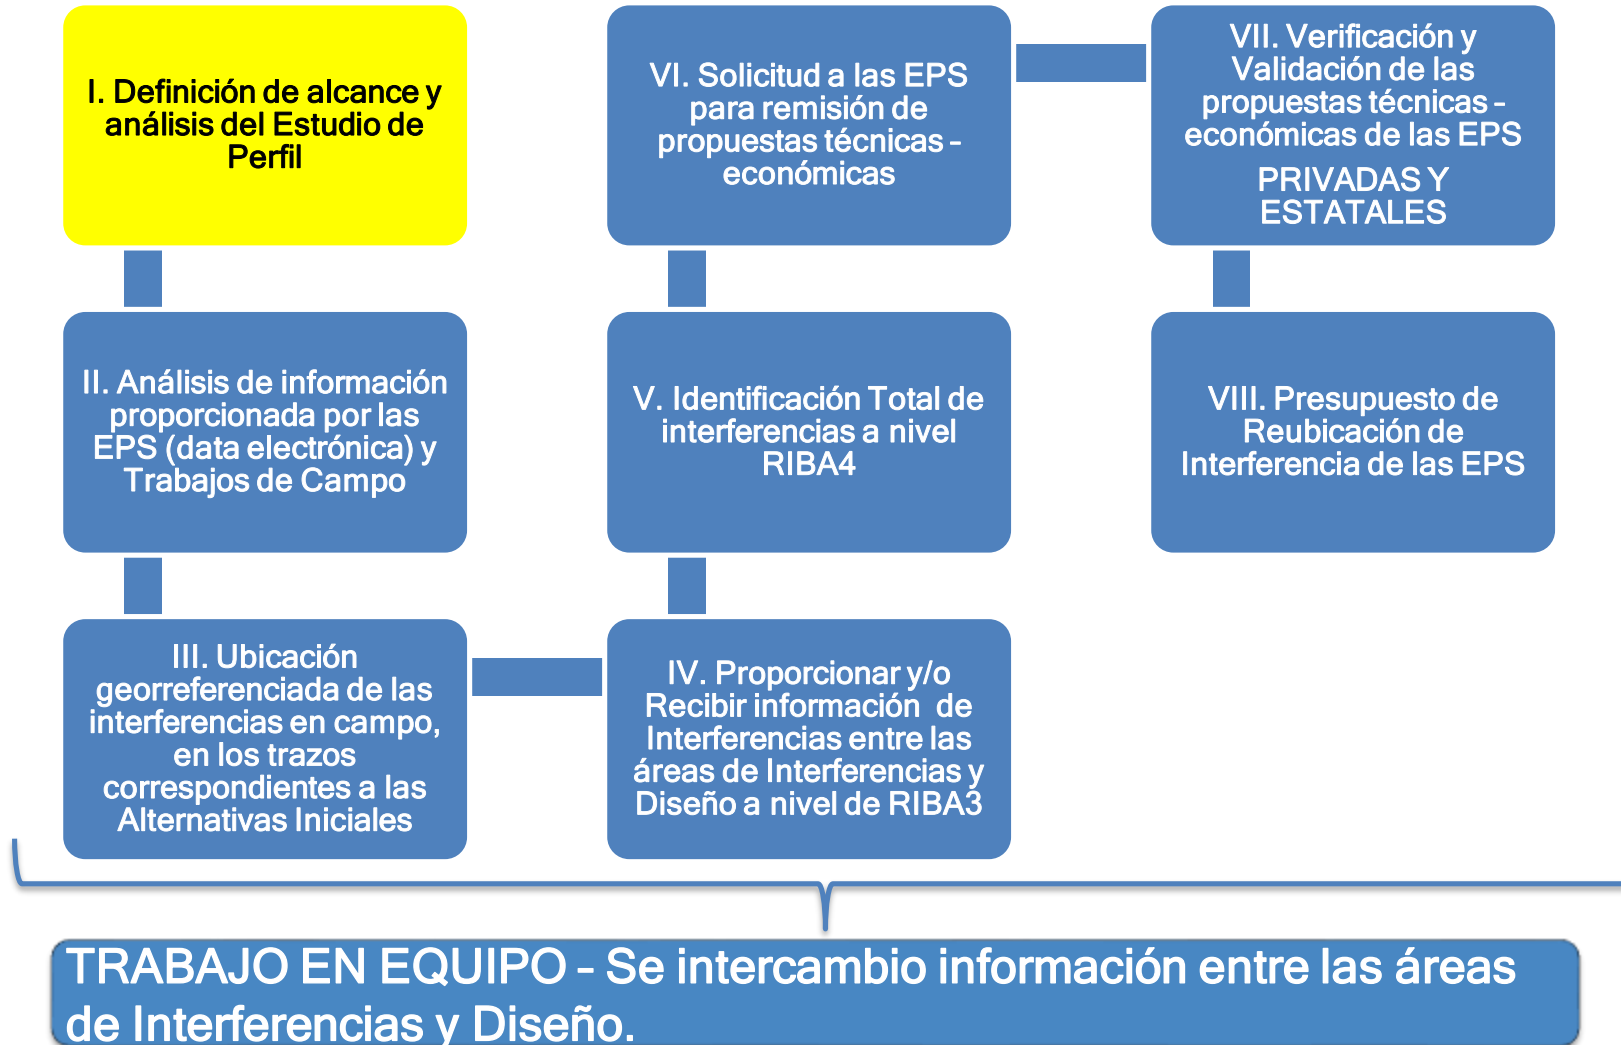 I. Definición de alcance y
análisis del Estudio de
Perfil
II. Análisis de información
proporcionada por las
EPS (data electrónica) y
Trabajos de Campo
III. Ubicación
georreferenciada de las
interferencias en campo,
en los trazos
correspondientes a las
Alternativas Iniciales
IV. Proporcionar y/o
Recibir información de
Interferencias entre las
áreas de Interferencias y
Diseño a nivel de RIBA3
V. Identificación Total de
interferencias a nivel
RIBA4
VI. Solicitud a las EPS
para remisión de
propuestas técnicas -
económicas
VII. Verificación y
Validación de las
propuestas técnicas -
económicas de las EPS
PRIVADAS Y
ESTATALES
VIII. Presupuesto de
Reubicación de
Interferencia de las EPS
TRABAJO EN EQUIPO - Se intercambio información entre las áreas
de Interferencias y Diseño.